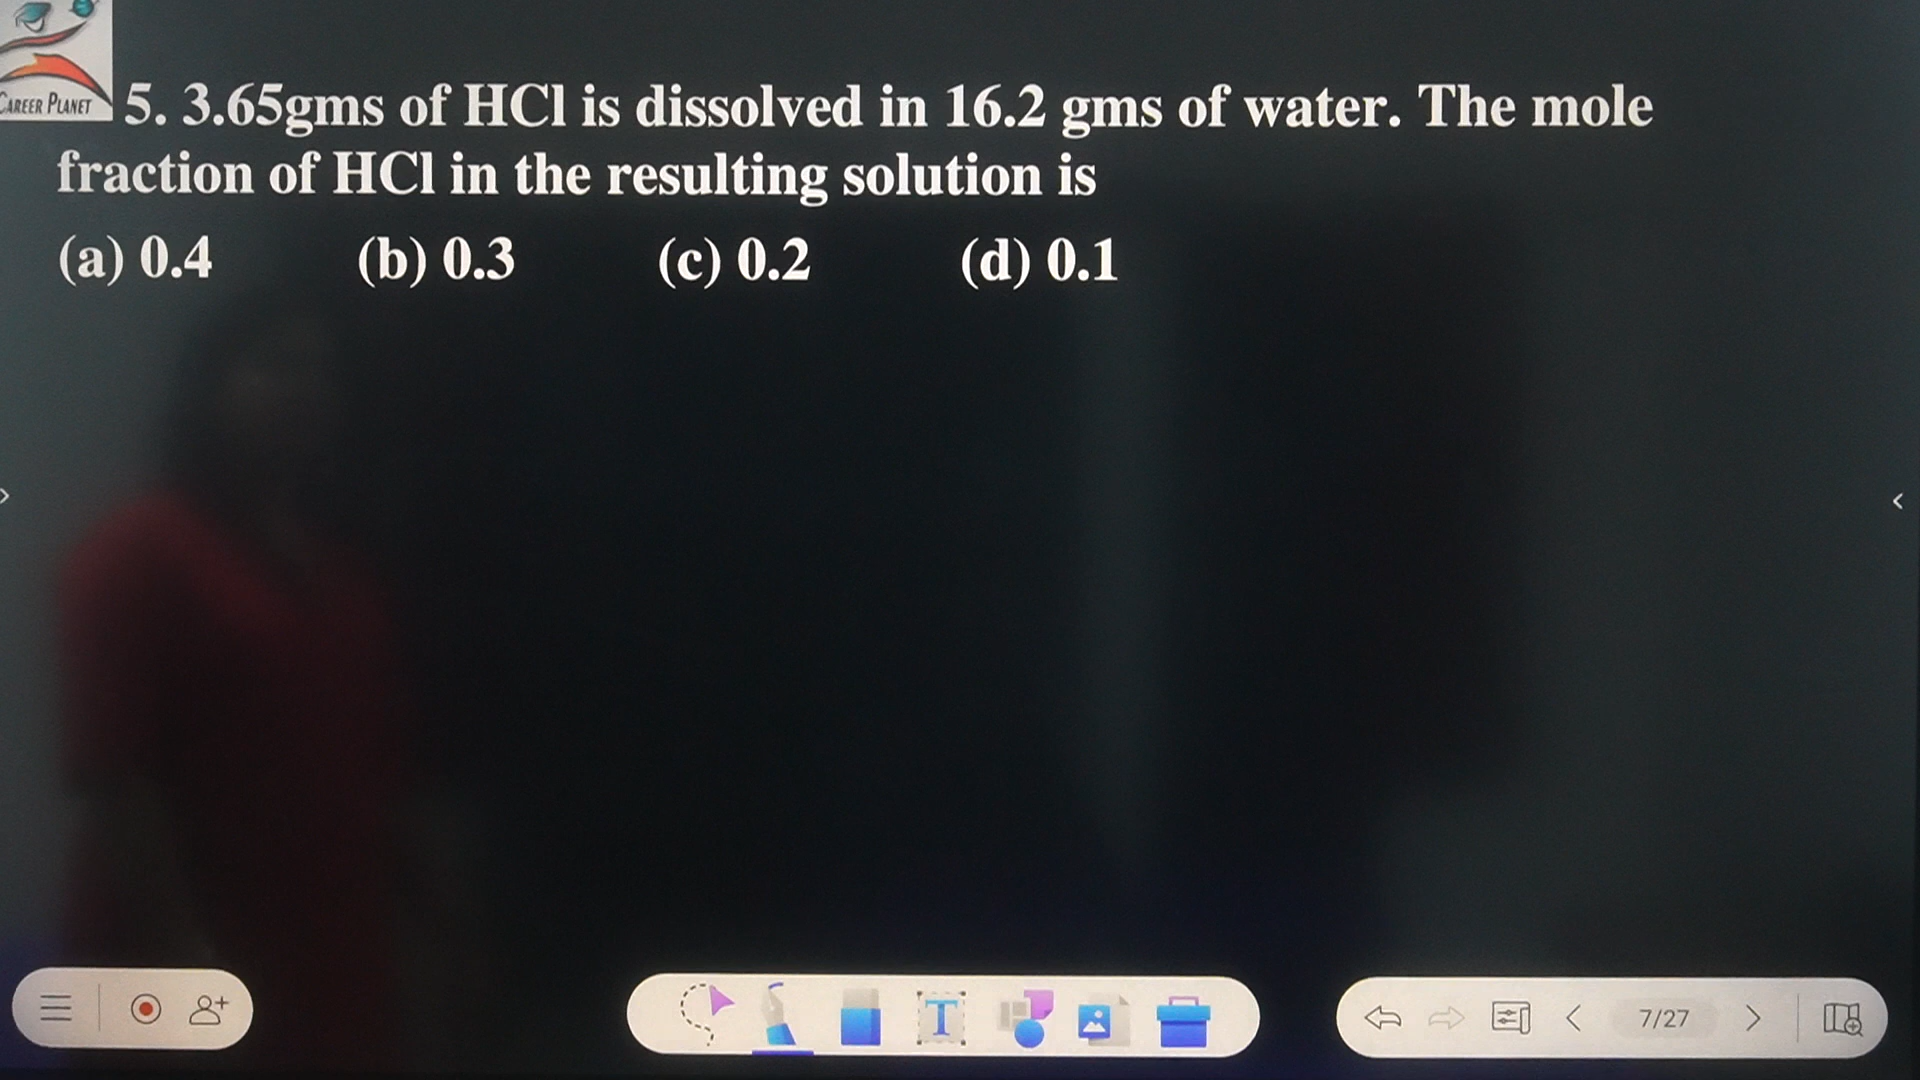 CAREER PLANET
5. 3.65gms of HCl is dissolved in 16.2 gms of water. The mole
fraction of HCl in the resulting solution is
(a) 0.4 (b) 0.3 (c) 0.2 (d) 0.1
T
7/27